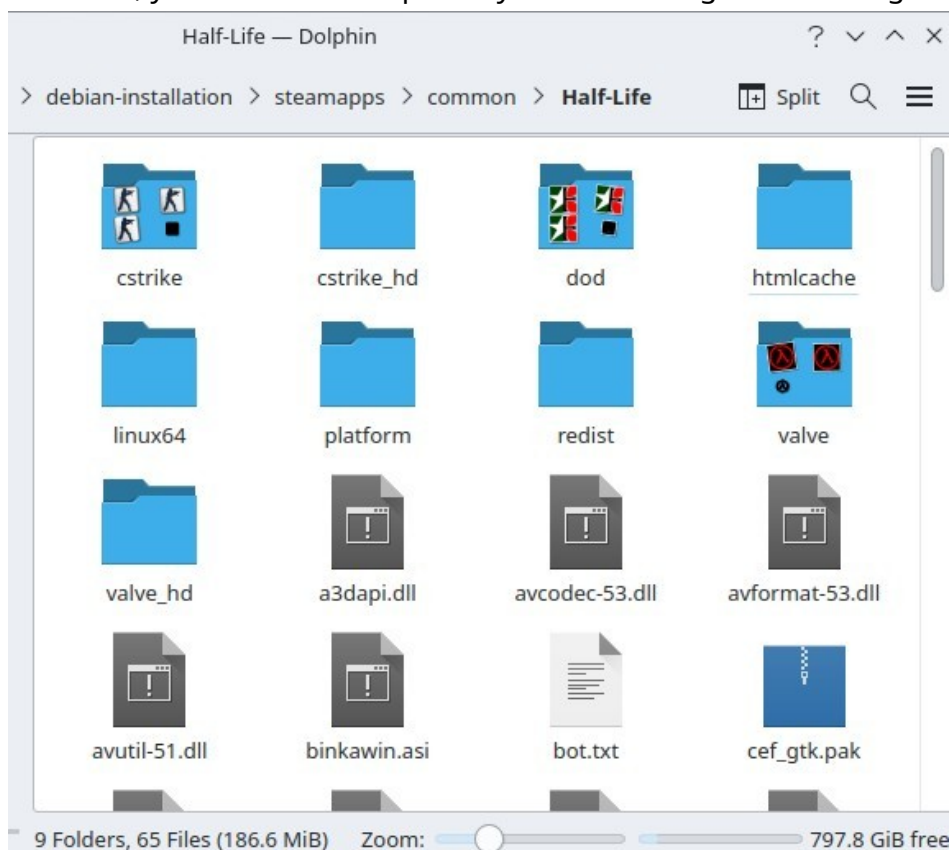 Half-Life — Dolphin
> debian-installation > steamapps > common > Half-Life Split
cstrike cstrike_hd dod htmlcache
linux64 platform redist valve
valve_hd a3dapi.dll avcodec-53.dll avformat-53.dll
avutil-51.dll binkawin.asi bot.txt cef_gtk.pak
9 Folders, 65 Files (186.6 MiB) Zoom: 797.8 GiB free